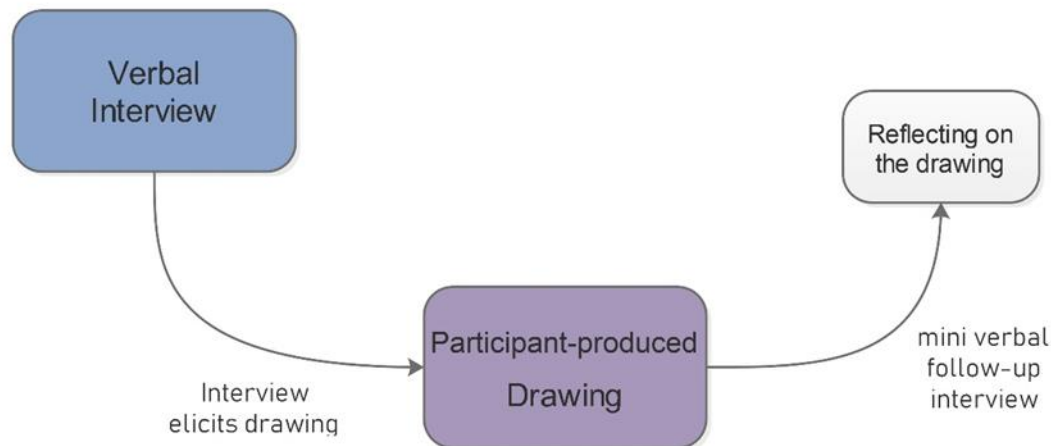 Verbal
Interview
Reflecting on
the drawing
Participant-produced
Drawing
Interview
elicits drawing
mini verbal
follow-up
interview